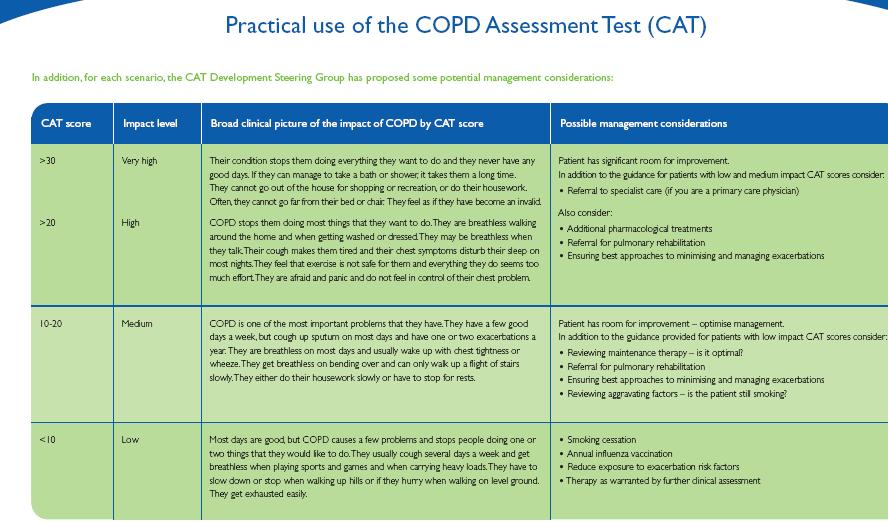 Practical use of the COPD Assessment Test (CAT)
In addition, for each scenario, the CAT Development Steering Group has proposed some potential management considerations:
CAT score
Impact level
Broad clinical picture of the impact of COPD by CAT score
Possible management considerations
>30
Very high
Their condition stops them doing everything they want to do and they never have any
good days. If they can manage to take a bath or shower, it takes them a long time.
They cannot go out of the house for shopping or recreation, or do their housework.
Often, they cannot go far from their bed or chair. They feel as if they have become an invalid.
>20
High
COPD stops them doing most things that they want to do. They are breathless walking
around the home and when getting washed or dressed. They may be breathless when
they talk. Their cough makes them tired and their chest symptoms disturb their sleep on
most nights. They feel that exercise is not safe for them and everything they do seems too
much effort. They are afraid and panic and do not feel in control of their chest problem.
Patient has significant room for improvement.
In addition to the guidance for patients with low and medium impact CAT scores consider:
• Referral to specialist care (if you are a primary care physician)
Also consider:
• Additional pharmacological treatments
• Referral for pulmonary rehabilitation
• Ensuring best approaches to minimising and managing exacerbations
10-20
Medium
COPD is one of the most important problems that they have. They have a few good
days a week, but cough up sputum on most days and have one or two exacerbations a
year. They are breathless on most days and usually wake up with chest tightness or
wheeze. They get breathless on bending over and can only walk up a flight of stairs
slowly. They either do their housework slowly or have to stop for rests.
Patient has room for improvement – optimise management.
In addition to the guidance provided for patients with low impact CAT scores consider:
• Reviewing maintenance therapy – is it optimal?
• Referral for pulmonary rehabilitation
• Ensuring best approaches to minimising and managing exacerbations
• Reviewing aggravating factors – is the patient still smoking?
<10
Low
Most days are good, but COPD causes a few problems and stops people doing one or
two things that they would like to do. They usually cough several days a week and get
breathless when playing sports and games and when carrying heavy loads. They have to
slow down or stop when walking up hills or if they hurry when walking on level ground.
They get exhausted easily.
• Smoking cessation
• Annual influenza vaccination
• Reduce exposure to exacerbation risk factors
• Therapy as warranted by further clinical assessment